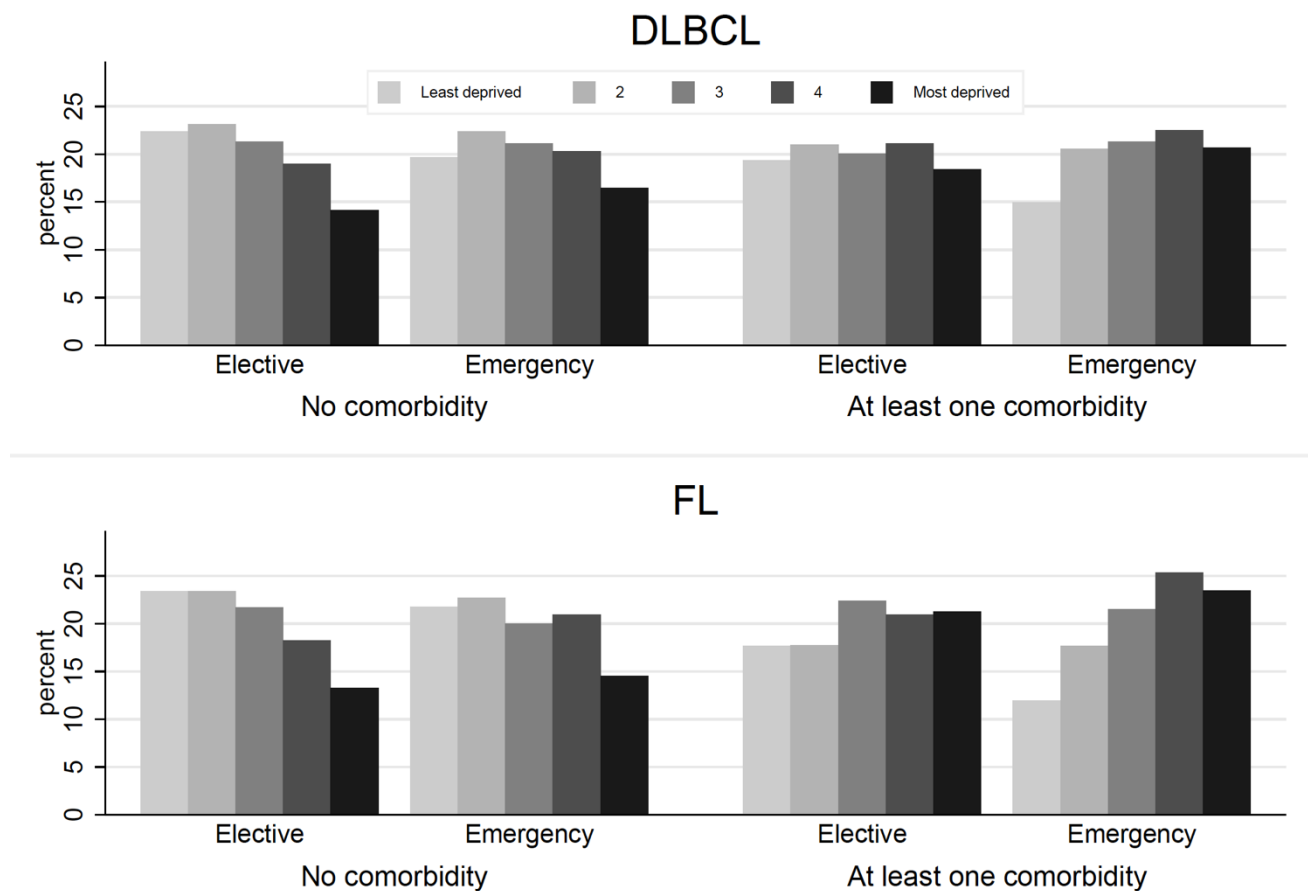 DLBCL
Least deprived 2 3 4 Most deprived
percent
25
20
15
10
5
0
Elective Emergency Elective Emergency
No comorbidity At least one comorbidity
FL
percent
25
20
15
10
5
0
Elective Emergency Elective Emergency
No comorbidity At least one comorbidity